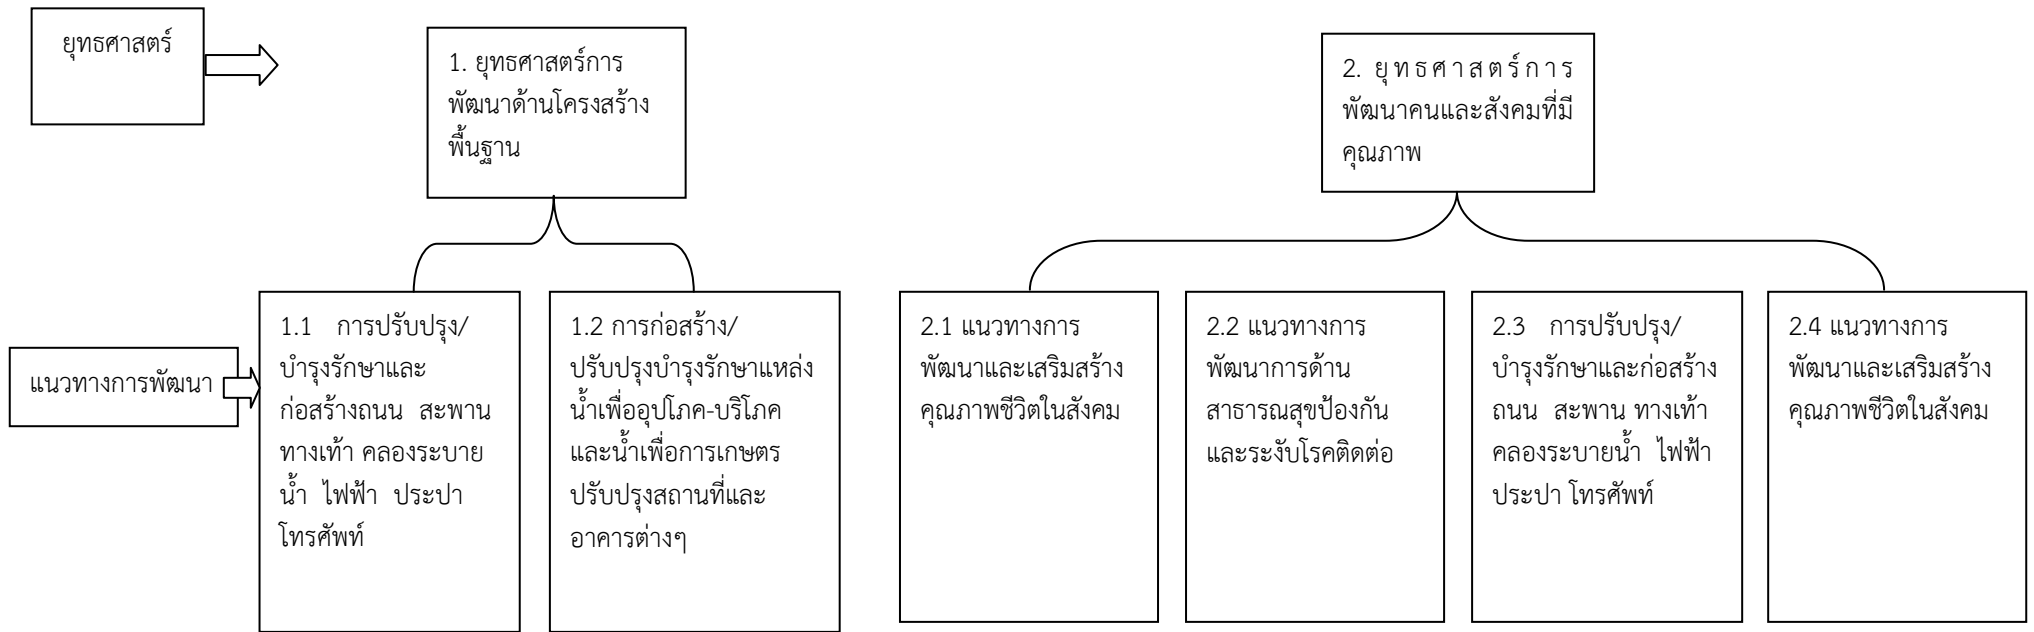 ยุทธศาสตร์
1. ยุทธศาสตร์การ
พัฒนาด้านโครงสร้าง
พื้นฐาน
2. ยุทธศาสตร์การ
พัฒนาคนและสังคมที่มี
คุณภาพ
แนวทางการพัฒนา
1.1 การปรับปรุง/
บำรุงรักษาและ
ก่อสร้างถนน สะพาน
ทางเท้า คลองระบาย
น้ำ ไฟฟ้า ประปา
โทรศัพท์
1.2 การก่อสร้าง/
ปรับปรุงบำรุงรักษาแหล่ง
น้ำเพื่ออุปโภค-บริโภค
และน้ำเพื่อการเกษตร
ปรับปรุงสถานที่และ
อาคารต่างๆ
2.1 แนวทางการ
พัฒนาและเสริมสร้าง
คุณภาพชีวิตในสังคม
2.2 แนวทางการ
พัฒนาการด้าน
สาธารณสุขป้องกัน
และระงับโรคติดต่อ
2.3 การปรับปรุง/
บำรุงรักษาและก่อสร้าง
ถนน สะพาน ทางเท้า
คลองระบายน้ำ ไฟฟ้า
ประปา โทรศัพท์
2.4 แนวทางการ
พัฒนาและเสริมสร้าง
คุณภาพชีวิตในสังคม